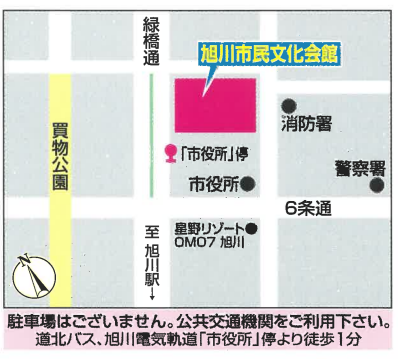 緑橋通
旭川市民文化会館
買物公園
消防署
「市役所」停
市役所
警察署
6条通
至 旭川駅→
星野リゾート
OMO7 旭川
駐車場はございません。公共交通機関をご利用下さい。
道北バス、旭川電気軌道「市役所」停より徒歩1分